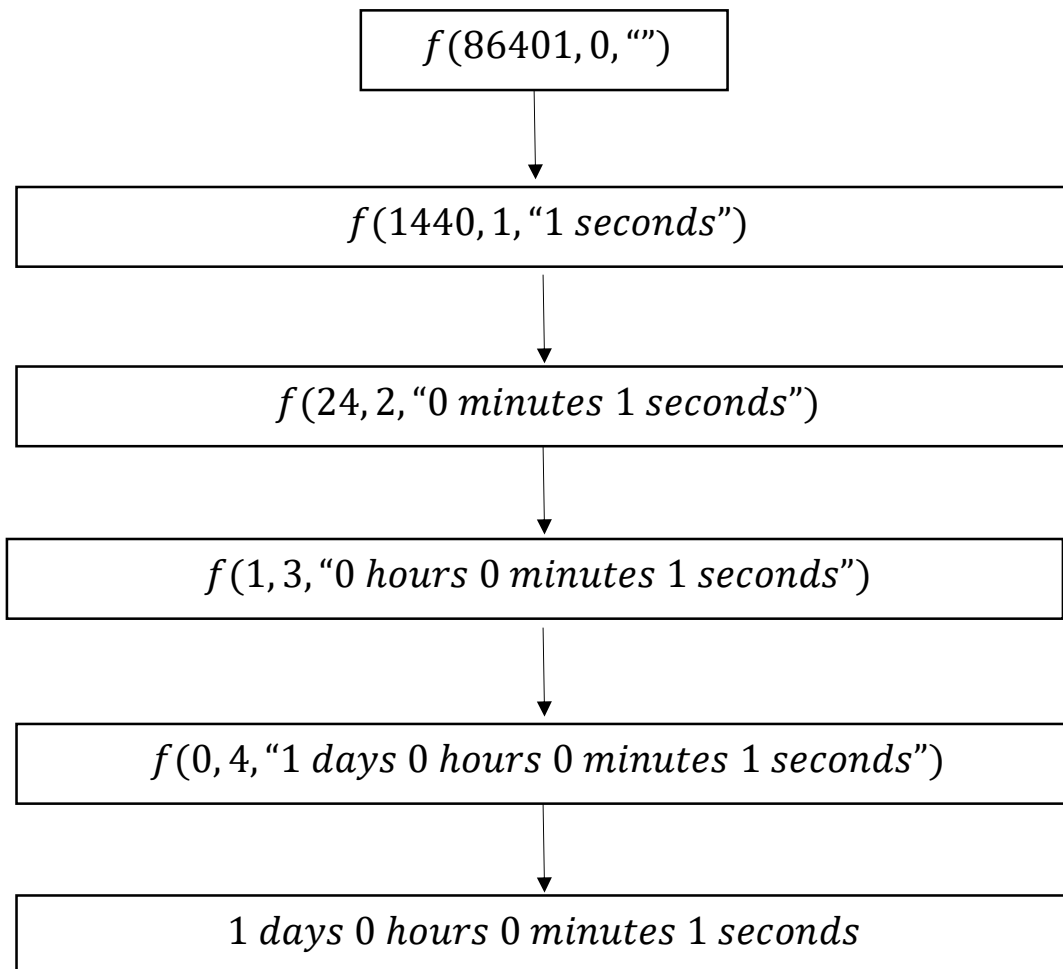 f(86401, 0, “”)
f(1440, 1, “1 seconds”)
f(24, 2, “0 minutes 1 seconds”)
f(1, 3, “0 hours 0 minutes 1 seconds”)
f(0, 4, “1 days 0 hours 0 minutes 1 seconds”)
1 days 0 hours 0 minutes 1 seconds